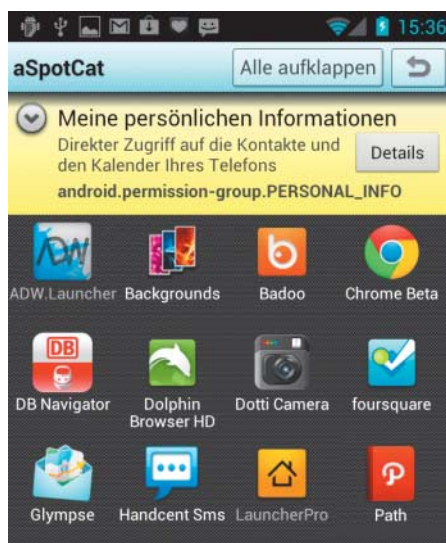 15:36
aSpotCat
Alle aufklappen
Meine persönlichen Informationen
Direkter Zugriff auf die Kontakte und
den Kalender Ihres Telefons
Details
android.permission-group.PERSONAL_INFO
ADW.Launcher Backgrounds Badoo Chrome Beta
DB
DB Navigator Dolphin Browser HD Dotti Camera foursquare
Glympse Handcent Sms LauncherPro Path